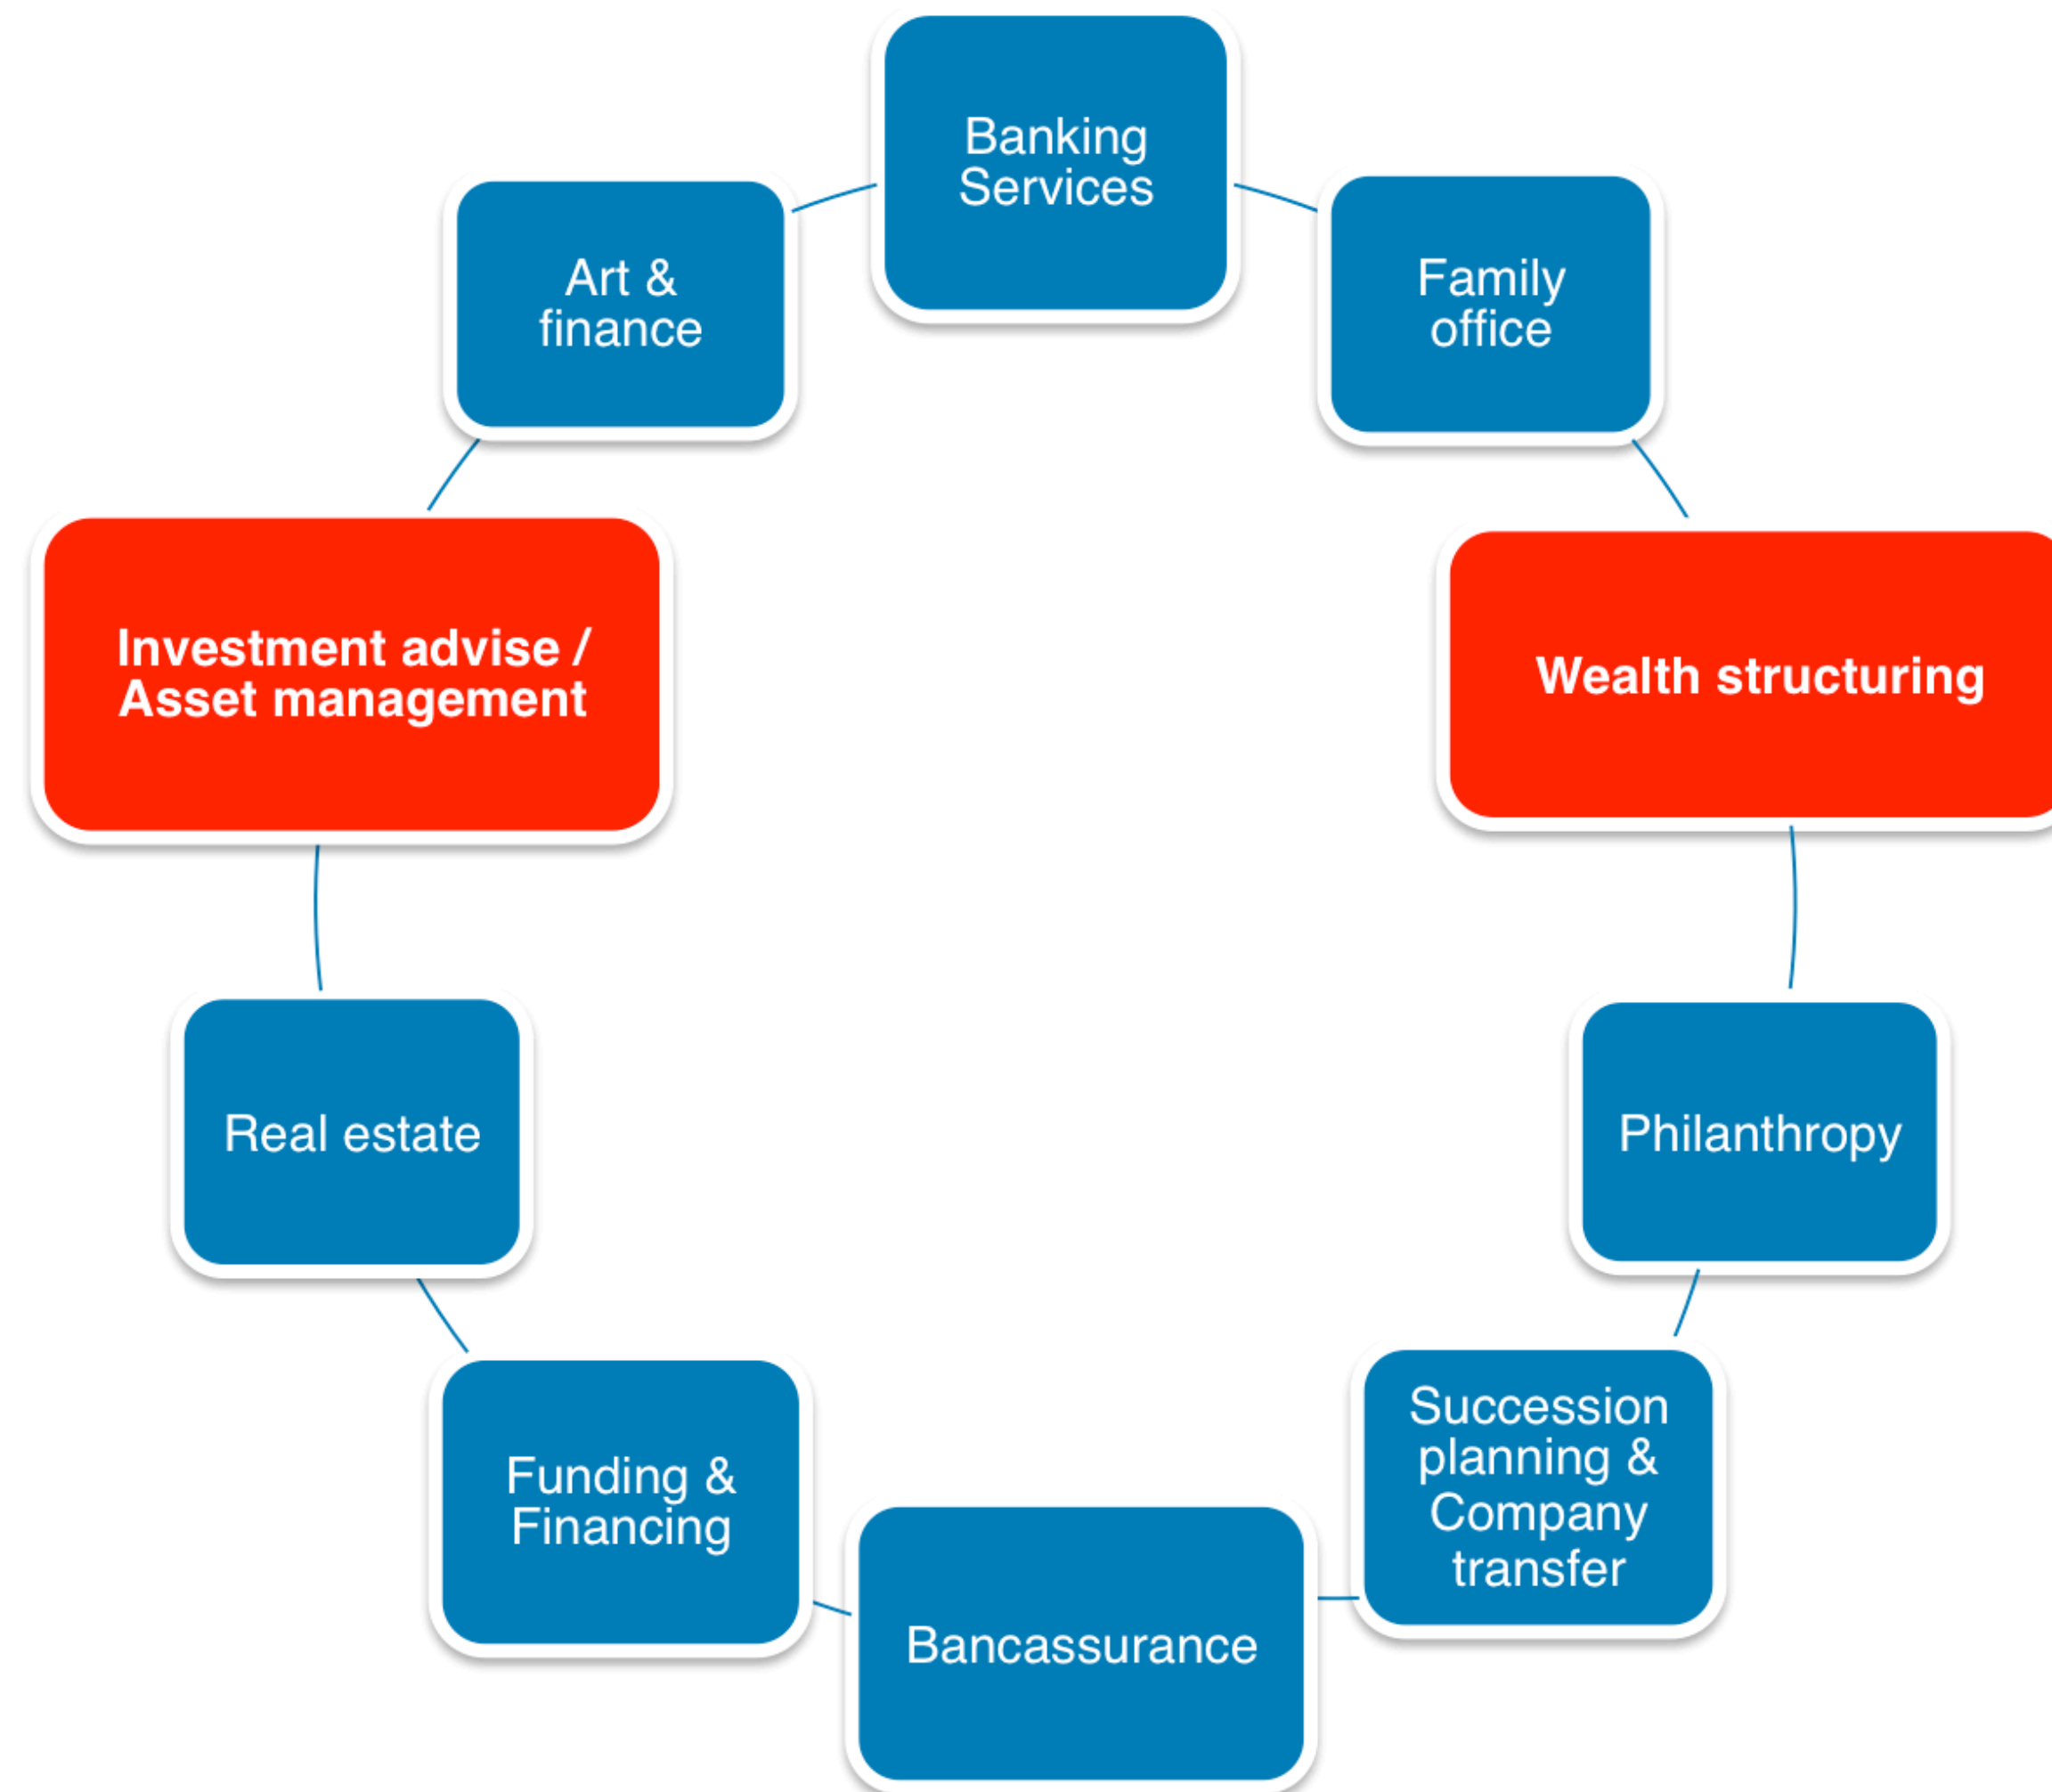 Banking
Services
Family
office
Wealth structuring
Philanthropy
Succession
planning &
Company
transfer
Bancassurance
Funding &
Financing
Real estate
Investment advise /
Asset management
Art &
finance